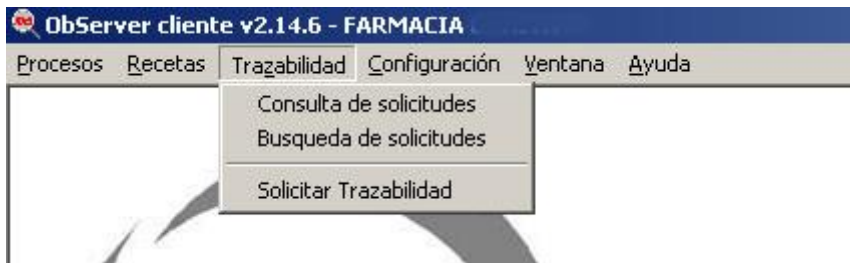 ObServer cliente v2.14.6 - FARMACIA
Procesos Recetas Trazabilidad Configuración Ventana Ayuda
Consulta de solicitudes
Busqueda de solicitudes
Solicitar Trazabilidad